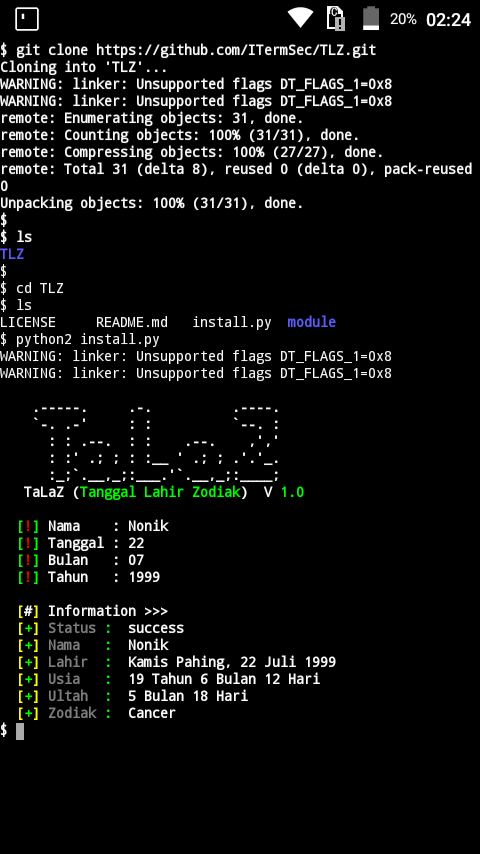 20% 02:24
$ git clone https://github.com/ITermSec/TLZ.git
Cloning into 'TLZ'...
WARNING: linker: Unsupported flags DT_FLAGS_1=0x8
WARNING: linker: Unsupported flags DT_FLAGS_1=0x8
remote: Enumerating objects: 31, done.
remote: Counting objects: 100% (31/31), done.
remote: Compressing objects: 100% (27/27), done.
remote: Total 31 (delta 8), reused 0 (delta 0), pack-reused
0
Unpacking objects: 100% (31/31), done.
$
$ ls
TLZ
$
$ cd TLZ
$ ls
LICENSE README.md install.py module
$ python2 install.py
WARNING: linker: Unsupported flags DT_FLAGS_1=0x8
WARNING: linker: Unsupported flags DT_FLAGS_1=0x8
TaLaZ
TaLaZ (Tanggal Lahir Zodiak) V 1.0
[!] Nama : Nonik
[!] Tanggal : 22
[!] Bulan : 07
[!] Tahun : 1999
[#] Information >>>
[+] Status : success
[+] Nama : Nonik
[+] Lahir : Kamis Pahing, 22 Juli 1999
[+] Usia : 19 Tahun 6 Bulan 12 Hari
[+] Ultah : 5 Bulan 18 Hari
[+] Zodiak : Cancer
$